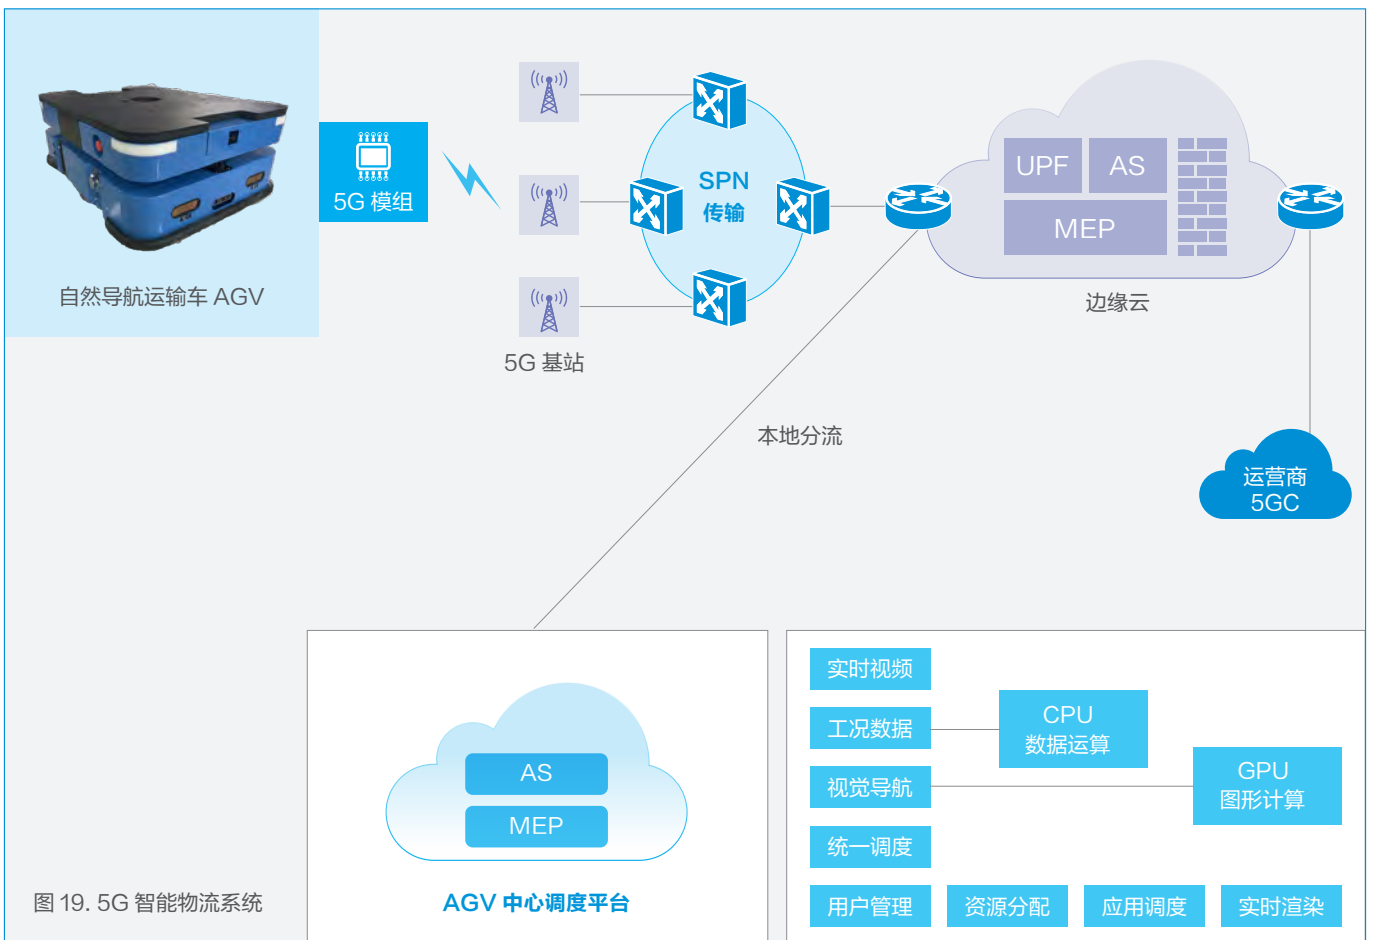 5G 模组
自然导航运输车 AGV
5G 基站
SPN
传输
UPF
AS
MEP
边缘云
本地分流
运营商
5GC
AS
MEP
AGV 中心调度平台
实时视频
工况数据
视觉导航
统一调度
用户管理
资源分配
应用调度
实时渲染
CPU
数据运算
GPU
图形计算
图 19. 5G 智能物流系统